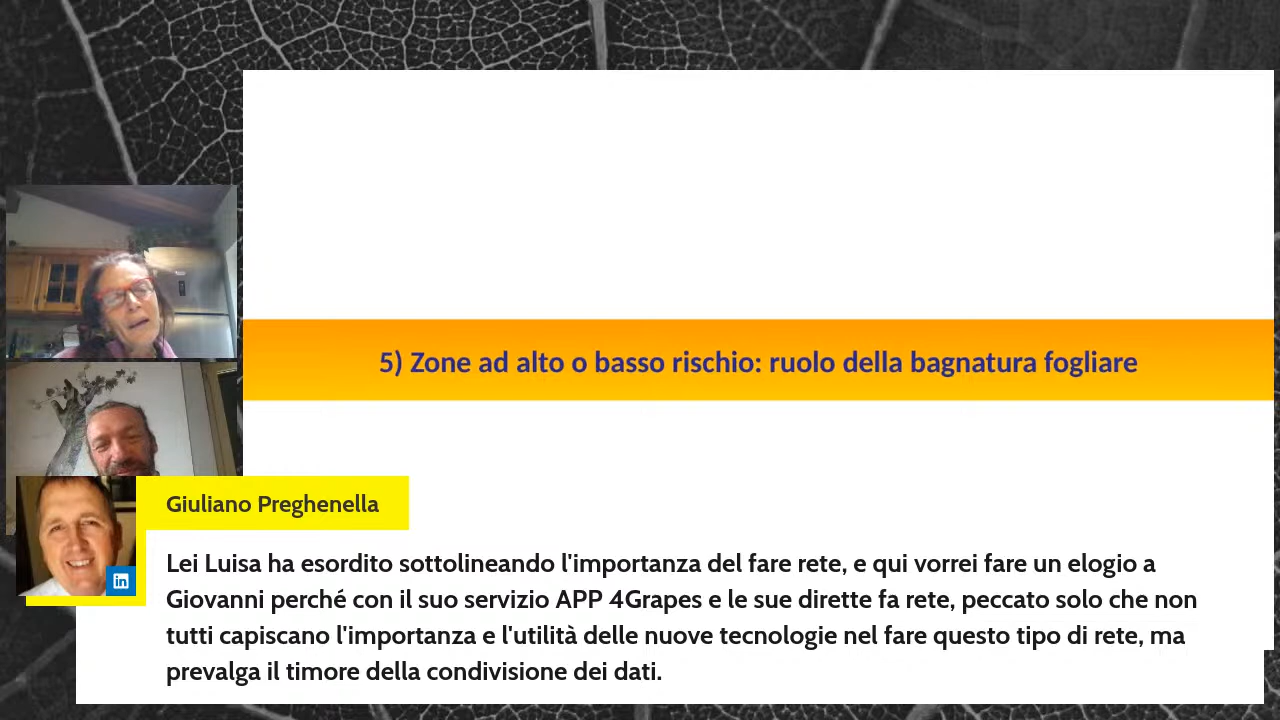 5) Zone ad alto o basso rischio: ruolo della bagnatura fogliare
Giuliano Preghenella
in
Lei Luisa ha esordito sottolineando l'importanza del fare rete, e qui vorrei fare un elogio a
Giovanni perché con il suo servizio APP 4Grapes e le sue dirette fa rete, peccato solo che non
tutti capiscano l'importanza e l'utilità delle nuove tecnologie nel fare questo tipo di rete, ma
prevalga il timore della condivisione dei dati.